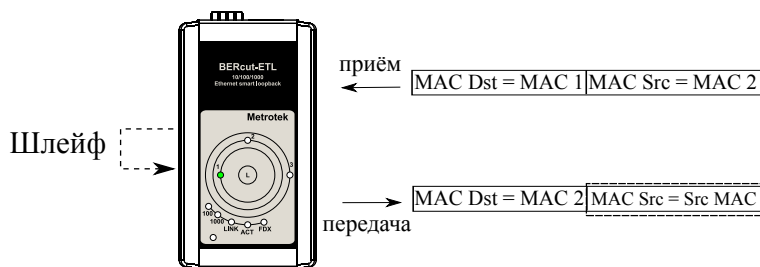 BERcut-ETL
10/100/1000
Ethernet smart loopback
приём
MAC Dst = MAC 1 MAC Src = MAC 2
Шлейф
Metrotek
2
1
3
L
100
1000
LINK
ACT
FDX
передача
MAC Dst = MAC 2 MAC Src = Src MAC